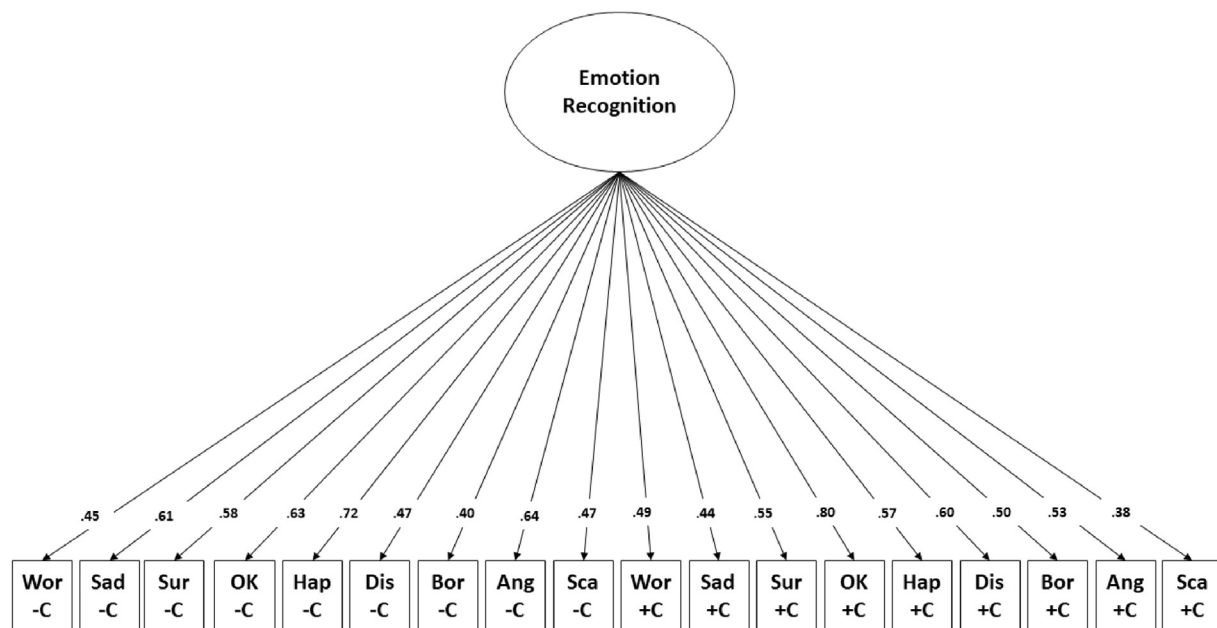 Emotion
Recognition
.45 .61 .58 .63 .72 .47 .40 .64 .47 .49 .44 .55 .80 .57 .60 .50 .53 .38
Wor Sad Sur OK Hap Dis Bor Ang Sca Wor Sad Sur OK Hap Dis Bor Ang Sca
-C -C -C -C -C -C -C -C -C +C +C +C +C +C +C +C +C +C